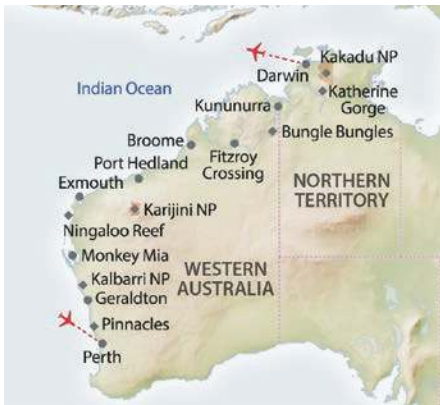 Kakadu NP
Darwin
Katherine
Gorge
Indian Ocean
Kununurra
Bungle Bungles
Broome
Fitzroy
Crossing
Port Hedland
Exmouth
NORTHERN
TERRITORY
Karijini NP
Ningaloo Reef
Monkey Mia
WESTERN
AUSTRALIA
Kalbarri NP
Geraldton
Pinnacles
Perth